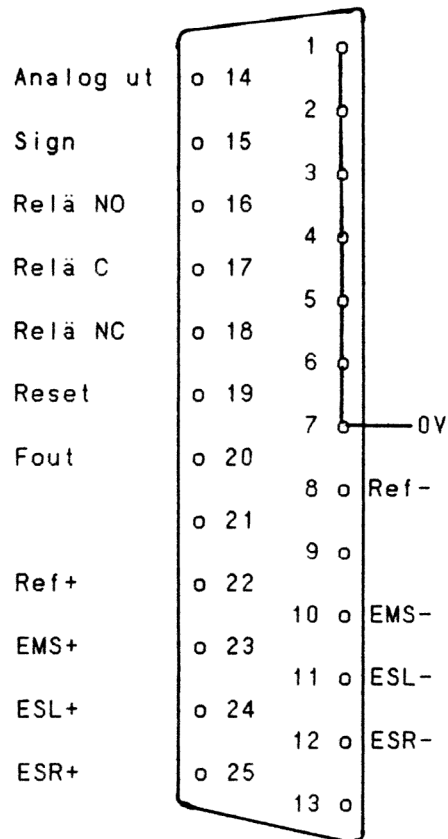 1
Analog ut 14
2
Sign 15
3
Relä NO 16
4
Relä C 17
5
Relä NC 18
6
Reset 19
7 0V
Fout 20
8 Ref-
21
9
Ref+ 22
10 EMS-
EMS+ 23
11 ESL-
ESL+ 24
12 ESR-
ESR+ 25
13